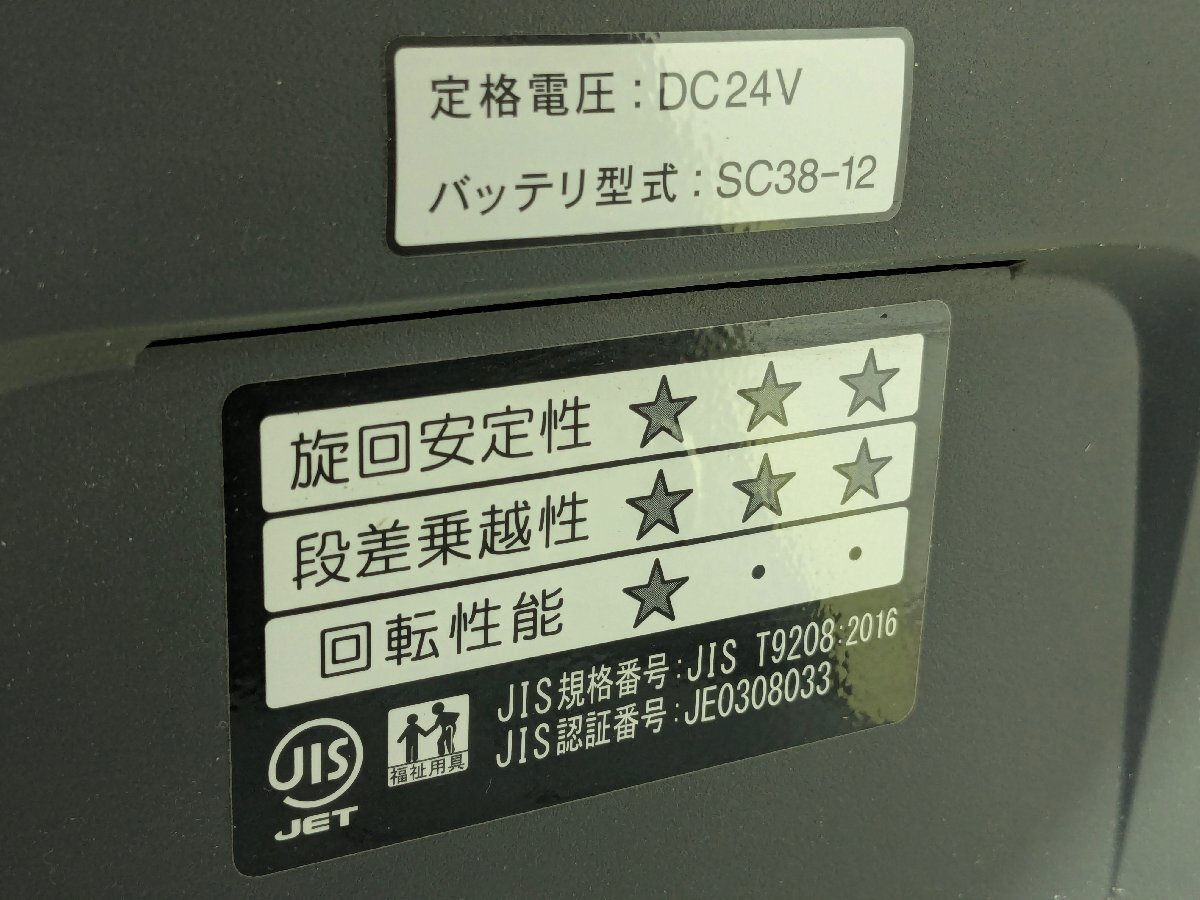 定格電圧：DC24V
バッテリ型式：SC38-12
旋回安定性 ★ ★ ★
段差乗越性 ★ ★ ★
回転性能 ★ ・ ・
JIS規格番号:JIS T9208:2016
JIS認証番号:JE0308033
JIS
JET
福祉用具